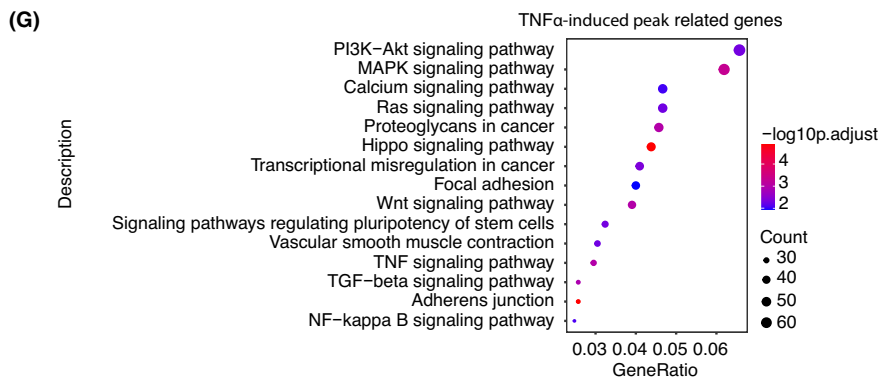 (G)
TNFα-induced peak related genes
Description
PI3K−Akt signaling pathway
MAPK signaling pathway
Calcium signaling pathway
Ras signaling pathway
Proteoglycans in cancer
Hippo signaling pathway
Transcriptional misregulation in cancer
Focal adhesion
Wnt signaling pathway
Signaling pathways regulating pluripotency of stem cells
Vascular smooth muscle contraction
TNF signaling pathway
TGF−beta signaling pathway
Adherens junction
NF−kappa B signaling pathway
0.03 0.04 0.05 0.06
GeneRatio
−log10p.adjust
4
3
2
Count
30
40
50
60